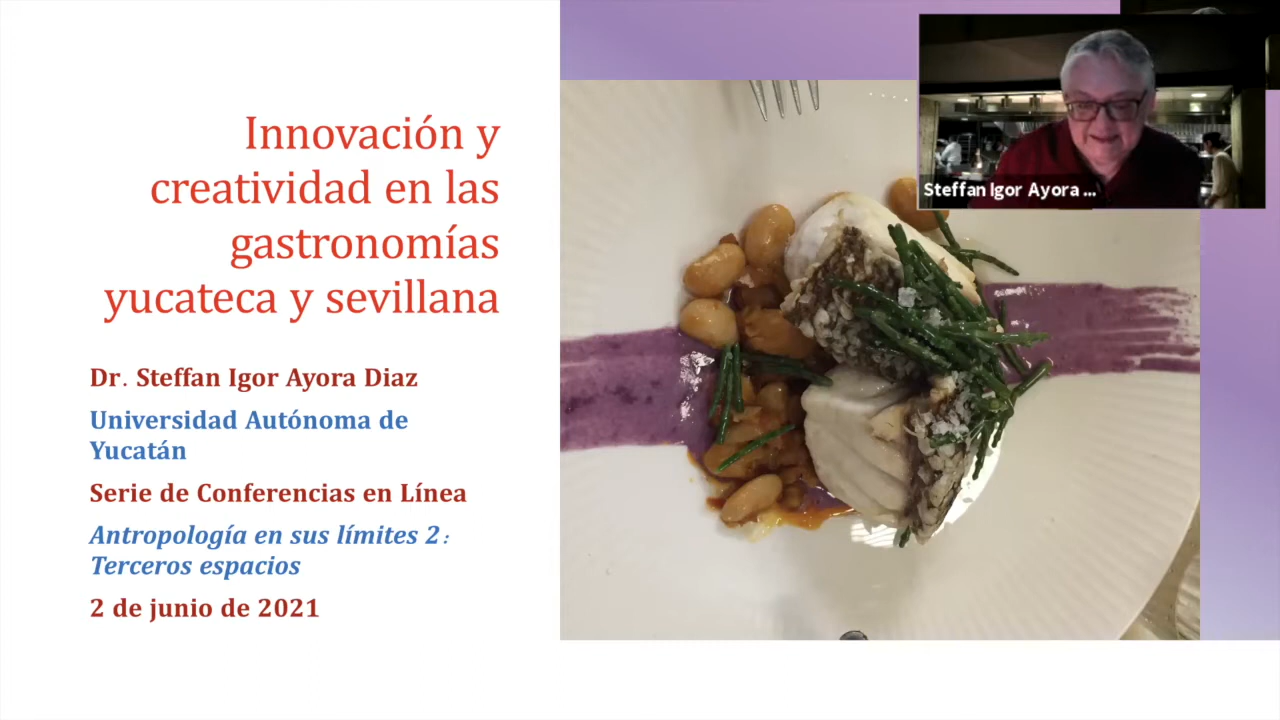 Innovación y
creatividad en las
gastronomías
yucateca y sevillana
Dr. Steffan Igor Ayora Diaz
Universidad Autónoma de
Yucatán
Serie de Conferencias en Línea
Antropología en sus límites 2:
Terceros espacios
2 de junio de 2021
Steffan Igor Ayora ...